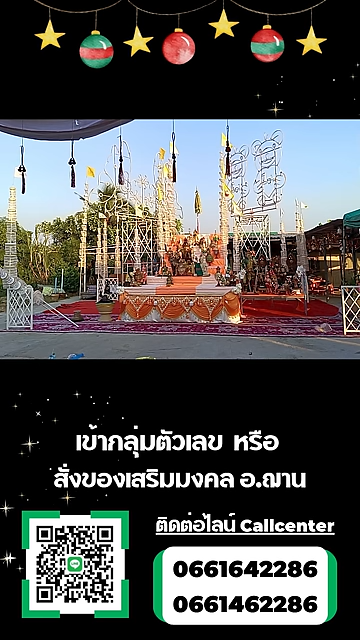 เข้ากลุ่มตัวเลข หรือ
สั่งของเสริมมงคล อ.ฌาน
ติดต่อไลน์ Callcenter
0661642286
0661462286